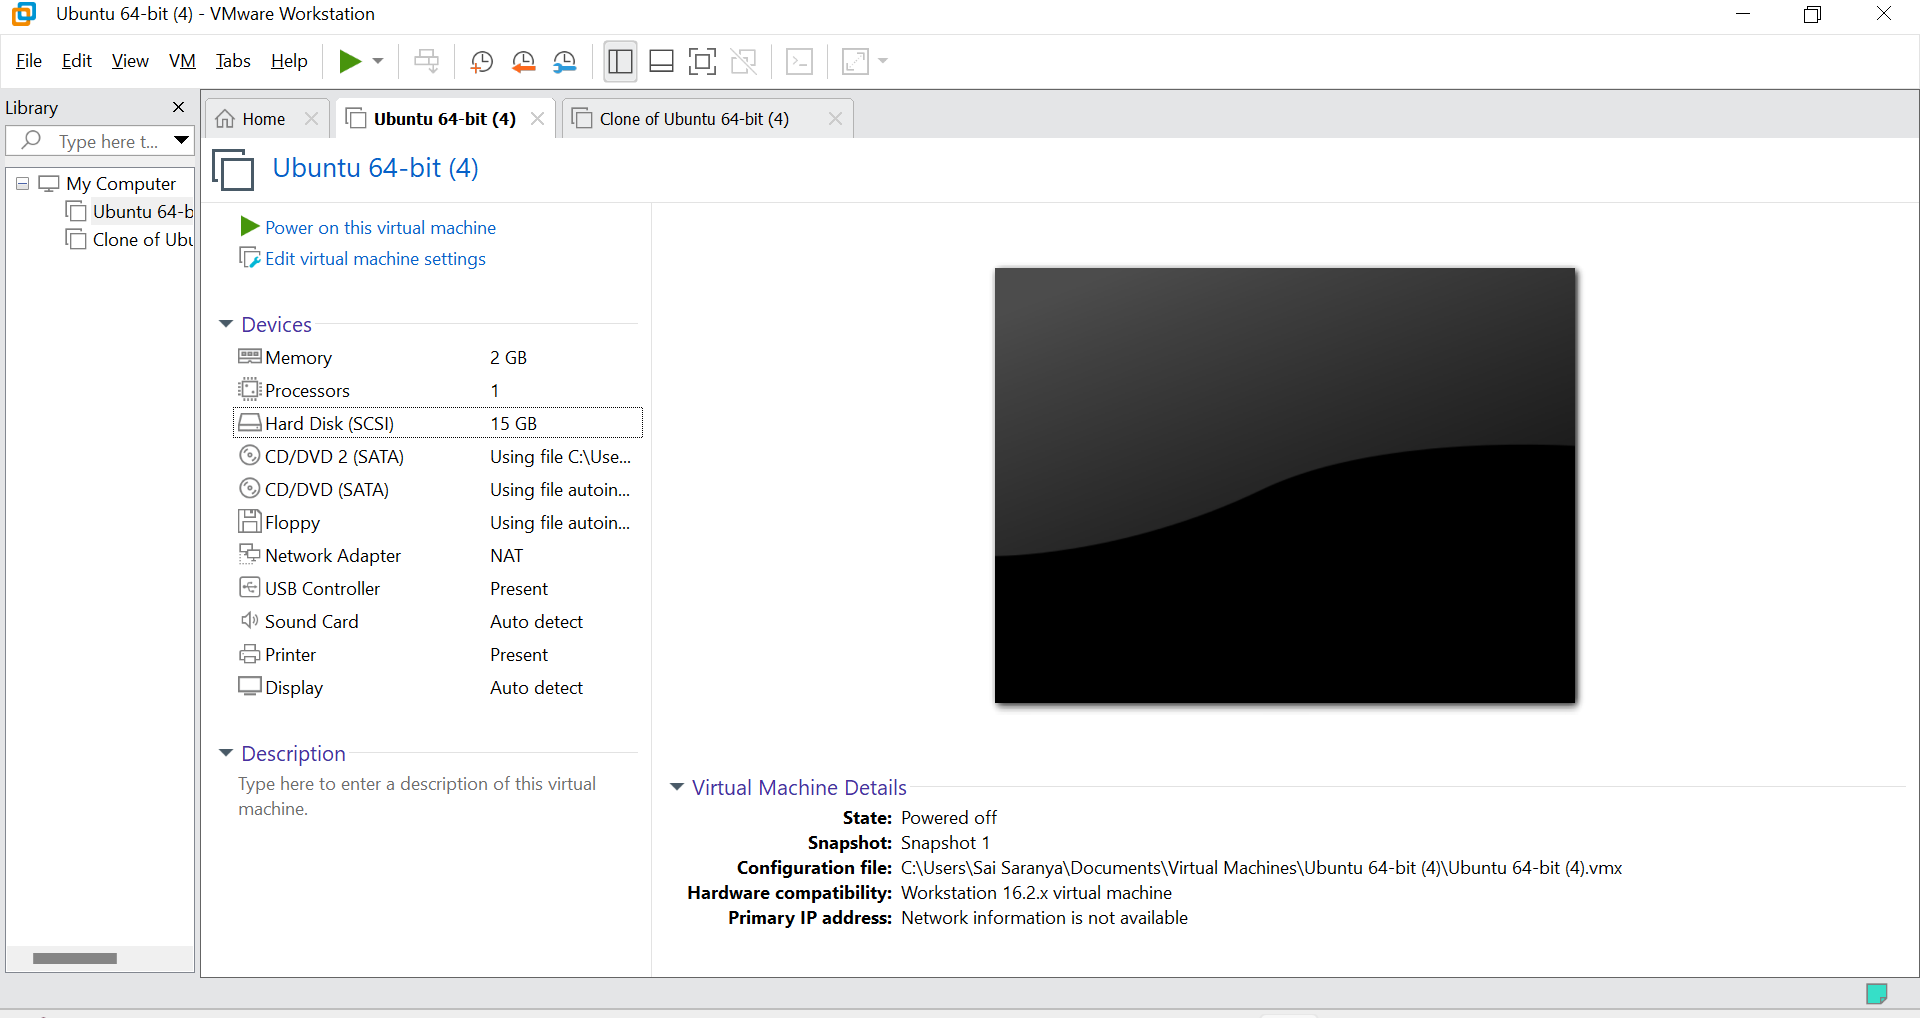 Ubuntu 64-bit (4) - VMware Workstation
File Edit View VM Tabs Help
Library
Type here t...
My Computer
Ubuntu 64-b
Clone of Ubu
Home
Ubuntu 64-bit (4)
Clone of Ubuntu 64-bit (4)
Ubuntu 64-bit (4)
Power on this virtual machine
Edit virtual machine settings
Devices
Memory 2 GB
Processors 1
Hard Disk (SCSI) 15 GB
CD/DVD 2 (SATA) Using file C:\Use...
CD/DVD (SATA) Using file autoin...
Floppy Using file autoin...
Network Adapter NAT
USB Controller Present
Sound Card Auto detect
Printer Present
Display Auto detect
Description
Type here to enter a description of this virtual
machine.
Virtual Machine Details
State: Powered off
Snapshot: Snapshot 1
Configuration file: C:\Users\Sai Saranya\Documents\Virtual Machines\Ubuntu 64-bit (4)\Ubuntu 64-bit (4).vmx
Hardware compatibility: Workstation 16.2.x virtual machine
Primary IP address: Network information is not available